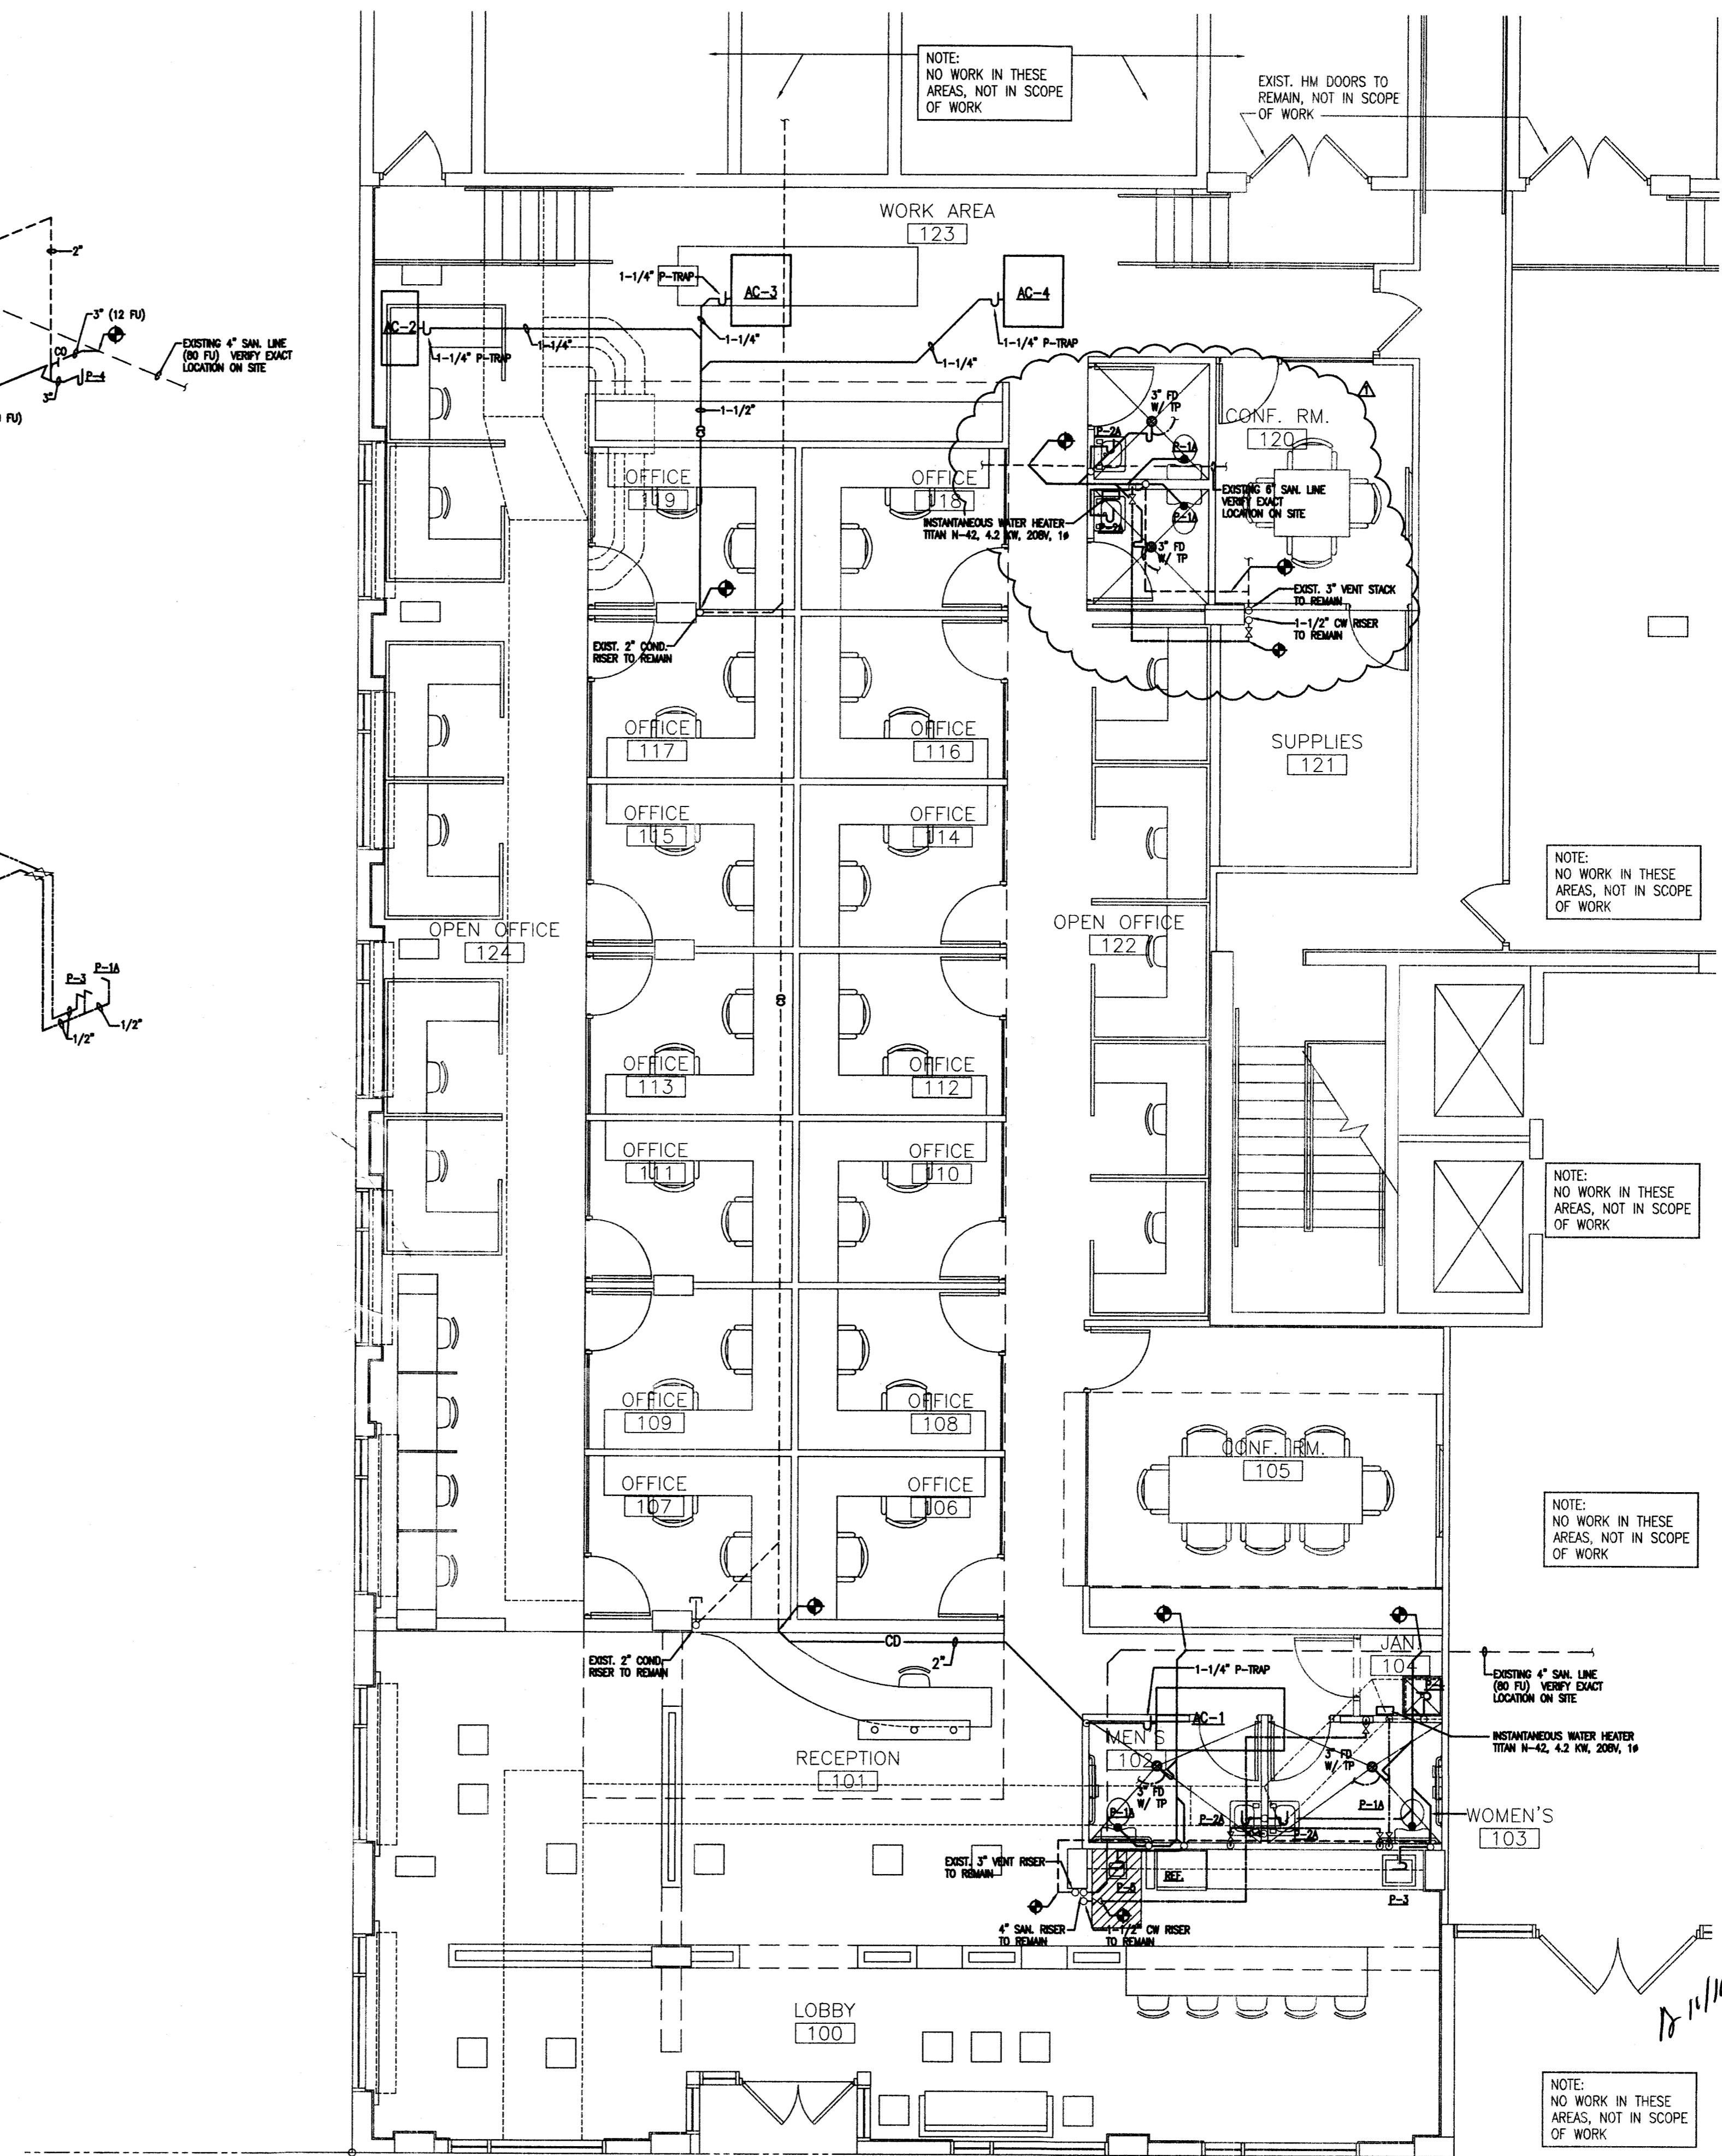 NOTE:
NO WORK IN THESE
AREAS, NOT IN SCOPE
OF WORK
EXIST. HM DOORS TO
REMAIN, NOT IN SCOPE
OF WORK
WORK AREA
123
2"
3" (12 FU)
CO
P-4
3"
FU)
EXISTING 4" SAN. LINE
(80 FU) VERIFY EXACT
LOCATION ON SITE
1-1/4" P-TRAP
AC-3
AC-4
AC-2
1-1/4" P-TRAP
1-1/4"
1-1/4"
1-1/4"
1-1/4" P-TRAP
1-1/2"
3" FD
W/ TP
P-2A
P-1A
CONF. RM.
120
1
OFFICE
119
OFFICE
118
EXISTING 6" SAN. LINE
VERIFY EXACT
LOCATION ON SITE
INSTANTANEOUS WATER HEATER
TITAN N-42, 4.2 KW, 208V, 1ø
P-2A
P-1A
3" FD
W/ TP
EXIST. 3" VENT STACK
TO REMAIN
1-1/2" CW RISER
TO REMAIN
EXIST. 2" COND.
RISER TO REMAIN
OFFICE
117
OFFICE
116
SUPPLIES
121
OFFICE
115
OFFICE
114
NOTE:
NO WORK IN THESE
AREAS, NOT IN SCOPE
OF WORK
OPEN OFFICE
124
OPEN OFFICE
122
P-3
P-1A
1/2"
1/2"
OFFICE
113
OFFICE
112
OFFICE
111
OFFICE
110
NOTE:
NO WORK IN THESE
AREAS, NOT IN SCOPE
OF WORK
OFFICE
109
OFFICE
108
CONF. RM.
105
OFFICE
107
OFFICE
106
NOTE:
NO WORK IN THESE
AREAS, NOT IN SCOPE
OF WORK
EXIST. 2" COND.
RISER TO REMAIN
CD
2"
JAN.
104
1-1/4" P-TRAP
EXISTING 4" SAN. LINE
(80 FU) VERIFY EXACT
LOCATION ON SITE
AC-1
INSTANTANEOUS WATER HEATER
TITAN N-42, 4.2 KW, 208V, 1ø
MEN'S
102
RECEPTION
101
3" FD
W/ TP
3" FD
W/ TP
P-1A
P-2A
P-2A
P-1A
WOMEN'S
103
EXIST. 3" VENT RISER
TO REMAIN
REF.
P-3
4" SAN. RISER
TO REMAIN
1-1/2" CW RISER
TO REMAIN
LOBBY
100
NOTE:
NO WORK IN THESE
AREAS, NOT IN SCOPE
OF WORK